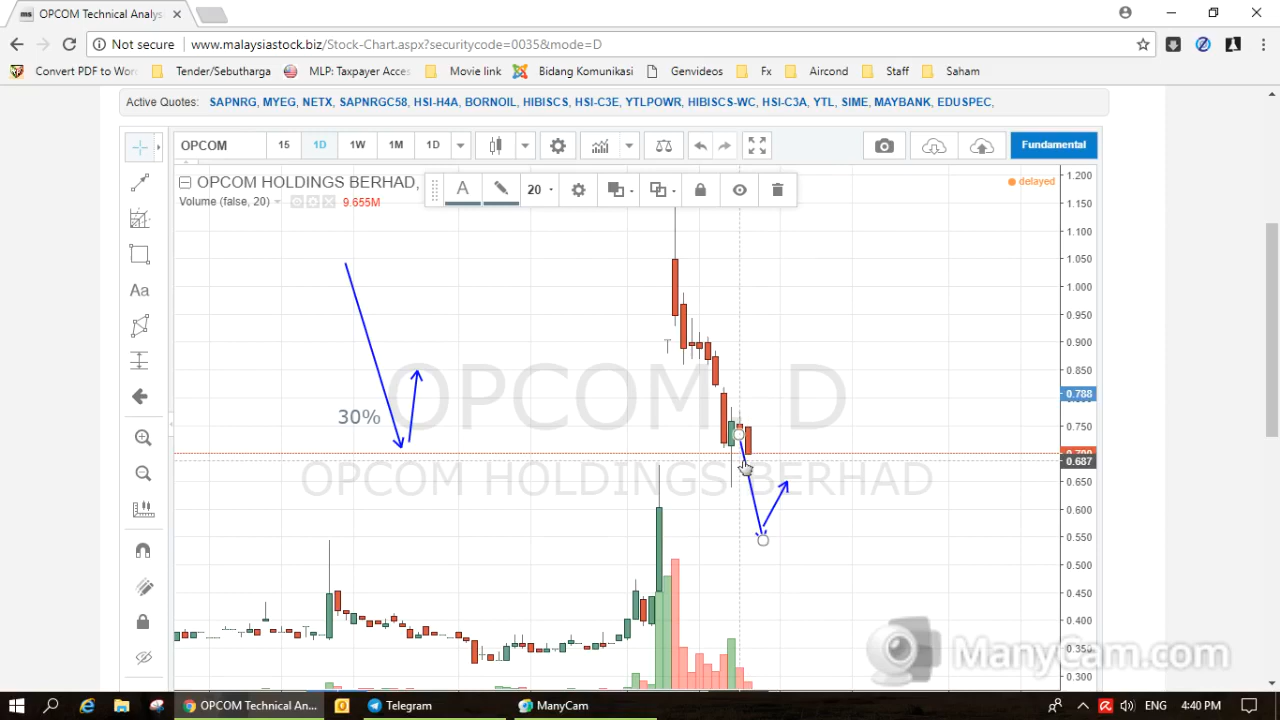 OPCOM Technical Analys
Not secure | www.malaysiastock.biz/Stock-Chart.aspx?securitycode=0035&mode=D
Convert PDF to Word
Tender/Sebutharga
MLP: Taxpayer Acces
Movie link
Bidang Komunikasi
Genvideos
Fx
Aircond
Staff
Saham
Active Quotes: SAPNRG, MYEG, NETX, SAPNRGC58, HSI-H4A, BORNOIL, HIBISCS, HSI-C3E, YTLPOWR, HIBISCS-WC, HSI-C3A, YTL, SIME, MAYBANK, EDUSPEC,
OPCOM 15 1D 1W 1M 1D Fundamental
OPCOM HOLDINGS BERHAD,
A 20
delayed
Volume (false, 20) 9.655M
Aa
30%
OPCOM, D
OPCOM HOLDINGS BERHAD
1.200
1.150
1.100
1.050
1.000
0.950
0.900
0.850
0.788
0.750
0.687
0.650
0.600
0.550
0.500
0.450
0.400
0.350
0.300
ManyCam.com
OPCOM Technical An...
Telegram
ManyCam
ENG 4:40 PM